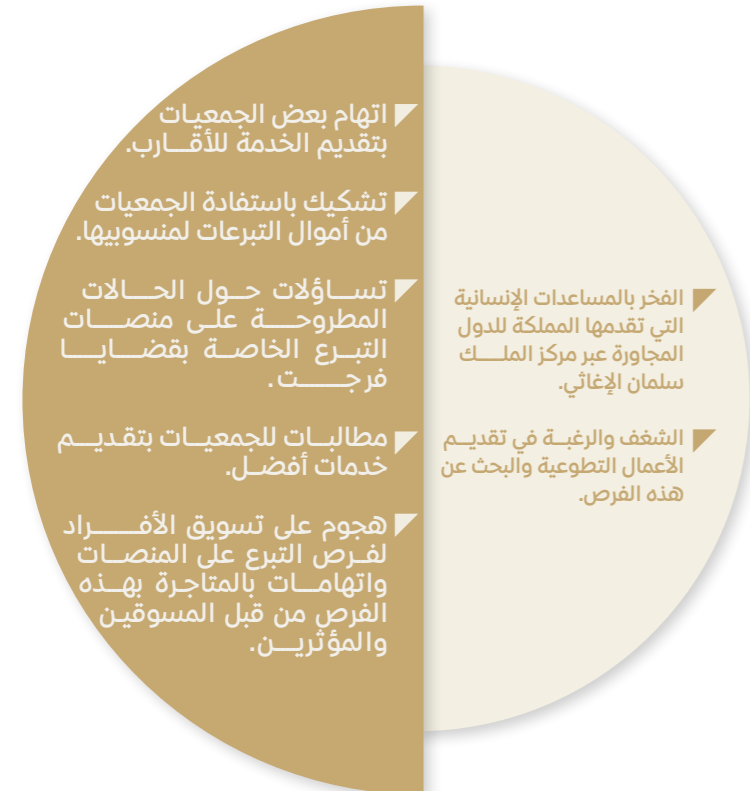 الفخر بالمساعدات الإنسانية
التي تقدمها المملكة للدول
المجاورة عبر مركز الملك
سلمان الإغاثي.
الشغف والرغبة في تقديم
الأعمال التطوعية والبحث عن
هذه الفرص.
اتهام بعض الجمعيات
بتقديم الخدمة للأقارب.
تشكيك باستفادة الجمعيات
من أموال التبرعات لمنسوبيها.
تساؤلات حول الحالات
المطروحة على منصات
التبرع الخاصة بقضايا
فرجت.
مطالبات للجمعيات بتقديم
خدمات أفضل.
هجوم على تسويق الأفراد
لفرص التبرع على المنصات
واتهامات بالمتاجرة بهذه
الفرص من قبل المسوقين
والمؤثرين.